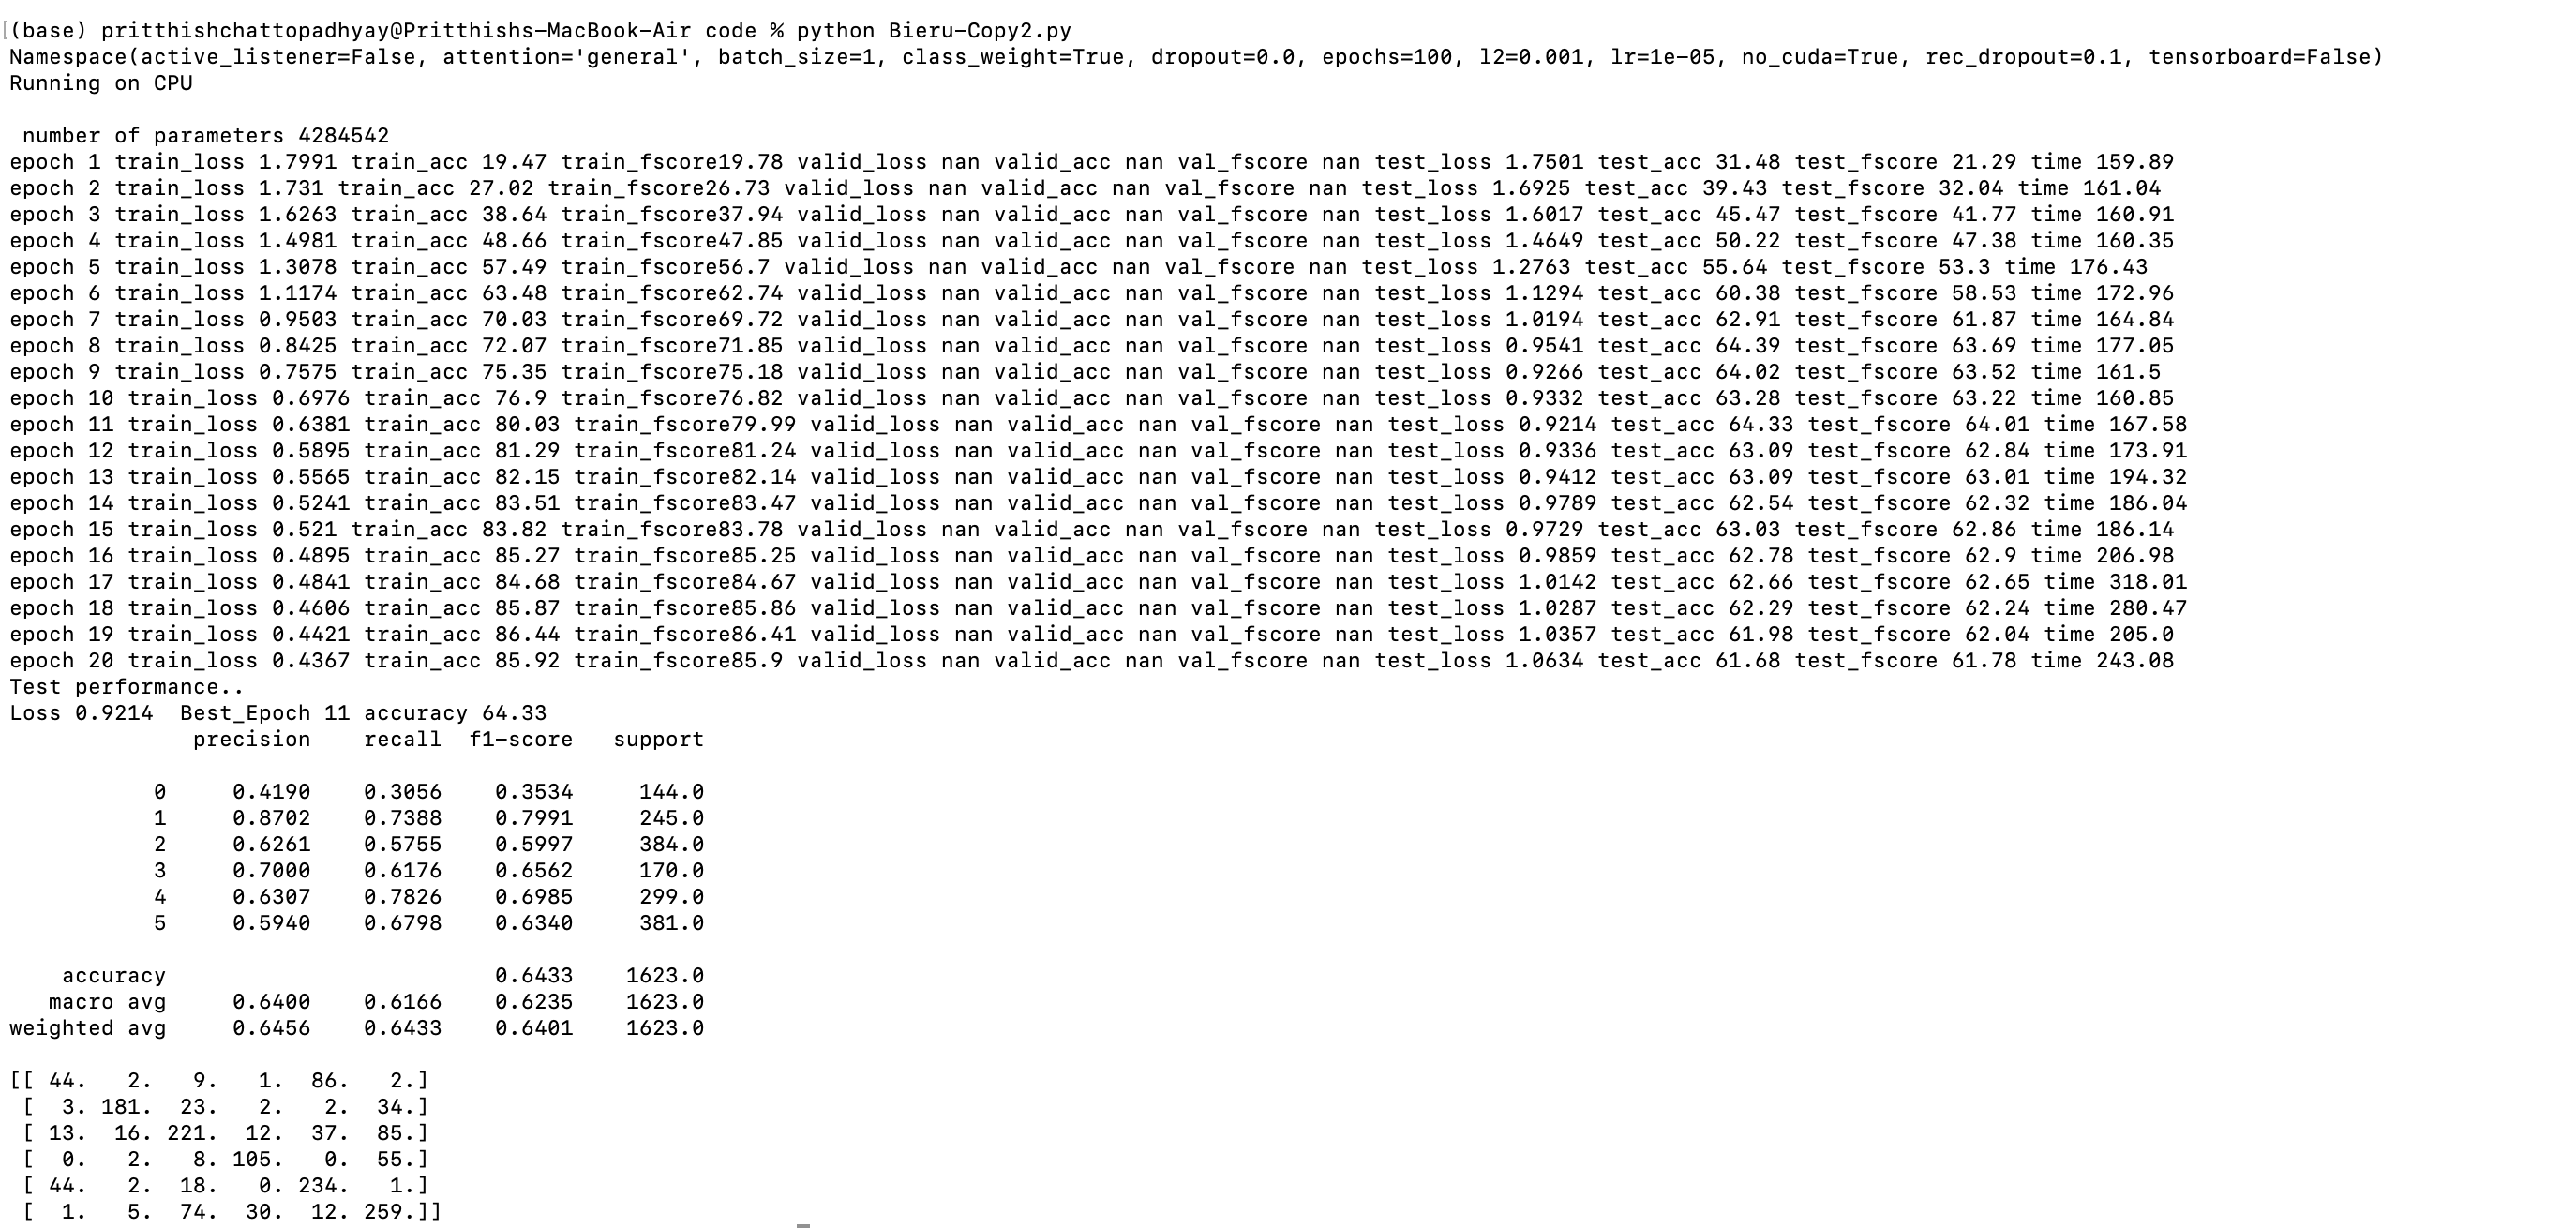 (base) pritthishchattopadhyay@Pritthishs-MacBook-Air code % python Bieru-Copy2.py
Namespace(active_listener=False, attention='general', batch_size=1, class_weight=True, dropout=0.0, epochs=100, l2=0.001, lr=1e-05, no_cuda=True, rec_dropout=0.1, tensorboard=False)
Running on CPU
number of parameters 4284542
epoch 1 train_loss 1.7991 train_acc 19.47 train_fscore19.78 valid_loss nan valid_acc nan val_fscore nan test_loss 1.7501 test_acc 31.48 test_fscore 21.29 time 159.89
epoch 2 train_loss 1.731 train_acc 27.02 train_fscore26.73 valid_loss nan valid_acc nan val_fscore nan test_loss 1.6925 test_acc 39.43 test_fscore 32.04 time 161.04
epoch 3 train_loss 1.6263 train_acc 38.64 train_fscore37.94 valid_loss nan valid_acc nan val_fscore nan test_loss 1.6017 test_acc 45.47 test_fscore 41.77 time 160.91
epoch 4 train_loss 1.4981 train_acc 48.66 train_fscore47.85 valid_loss nan valid_acc nan val_fscore nan test_loss 1.4649 test_acc 50.22 test_fscore 47.38 time 160.35
epoch 5 train_loss 1.3078 train_acc 57.49 train_fscore56.7 valid_loss nan valid_acc nan val_fscore nan test_loss 1.2763 test_acc 55.64 test_fscore 53.3 time 176.43
epoch 6 train_loss 1.1174 train_acc 63.48 train_fscore62.74 valid_loss nan valid_acc nan val_fscore nan test_loss 1.1294 test_acc 60.38 test_fscore 58.53 time 172.96
epoch 7 train_loss 0.9503 train_acc 70.03 train_fscore69.72 valid_loss nan valid_acc nan val_fscore nan test_loss 1.0194 test_acc 62.91 test_fscore 61.87 time 164.84
epoch 8 train_loss 0.8425 train_acc 72.07 train_fscore71.85 valid_loss nan valid_acc nan val_fscore nan test_loss 0.9541 test_acc 64.39 test_fscore 63.69 time 177.05
epoch 9 train_loss 0.7575 train_acc 75.35 train_fscore75.18 valid_loss nan valid_acc nan val_fscore nan test_loss 0.9266 test_acc 64.02 test_fscore 63.52 time 161.5
epoch 10 train_loss 0.6976 train_acc 76.9 train_fscore76.82 valid_loss nan valid_acc nan val_fscore nan test_loss 0.9332 test_acc 63.28 test_fscore 63.22 time 160.85
epoch 11 train_loss 0.6381 train_acc 80.03 train_fscore79.99 valid_loss nan valid_acc nan val_fscore nan test_loss 0.9214 test_acc 64.33 test_fscore 64.01 time 167.58
epoch 12 train_loss 0.5895 train_acc 81.29 train_fscore81.24 valid_loss nan valid_acc nan val_fscore nan test_loss 0.9336 test_acc 63.09 test_fscore 62.84 time 173.91
epoch 13 train_loss 0.5565 train_acc 82.15 train_fscore82.14 valid_loss nan valid_acc nan val_fscore nan test_loss 0.9412 test_acc 63.09 test_fscore 63.01 time 194.32
epoch 14 train_loss 0.5241 train_acc 83.51 train_fscore83.47 valid_loss nan valid_acc nan val_fscore nan test_loss 0.9789 test_acc 62.54 test_fscore 62.32 time 186.04
epoch 15 train_loss 0.521 train_acc 83.82 train_fscore83.78 valid_loss nan valid_acc nan val_fscore nan test_loss 0.9729 test_acc 63.03 test_fscore 62.86 time 186.14
epoch 16 train_loss 0.4895 train_acc 85.27 train_fscore85.25 valid_loss nan valid_acc nan val_fscore nan test_loss 0.9859 test_acc 62.78 test_fscore 62.9 time 206.98
epoch 17 train_loss 0.4841 train_acc 84.68 train_fscore84.67 valid_loss nan valid_acc nan val_fscore nan test_loss 1.0142 test_acc 62.66 test_fscore 62.65 time 318.01
epoch 18 train_loss 0.4606 train_acc 85.87 train_fscore85.86 valid_loss nan valid_acc nan val_fscore nan test_loss 1.0287 test_acc 62.29 test_fscore 62.24 time 280.47
epoch 19 train_loss 0.4421 train_acc 86.44 train_fscore86.41 valid_loss nan valid_acc nan val_fscore nan test_loss 1.0357 test_acc 61.98 test_fscore 62.04 time 205.0
epoch 20 train_loss 0.4367 train_acc 85.92 train_fscore85.9 valid_loss nan valid_acc nan val_fscore nan test_loss 1.0634 test_acc 61.68 test_fscore 61.78 time 243.08
Test performance..
Loss 0.9214  Best_Epoch 11 accuracy 64.33
precision    recall  f1-score   support
0     0.4190    0.3056    0.3534     144.0
1     0.8702    0.7388    0.7991     245.0
2     0.6261    0.5755    0.5997     384.0
3     0.7000    0.6176    0.6562     170.0
4     0.6307    0.7826    0.6985     299.0
5     0.5940    0.6798    0.6340     381.0
accuracy                         0.6433    1623.0
macro avg     0.6400    0.6166    0.6235    1623.0
weighted avg     0.6456    0.6433    0.6401    1623.0
[[ 44.   2.   9.   1.  86.   2.]
[  3. 181.  23.   2.   2.  34.]
[ 13.  16. 221.  12.  37.  85.]
[  0.   2.   8. 105.   0.  55.]
[ 44.   2.  18.   0. 234.   1.]
[  1.   5.  74.  30.  12. 259.]]